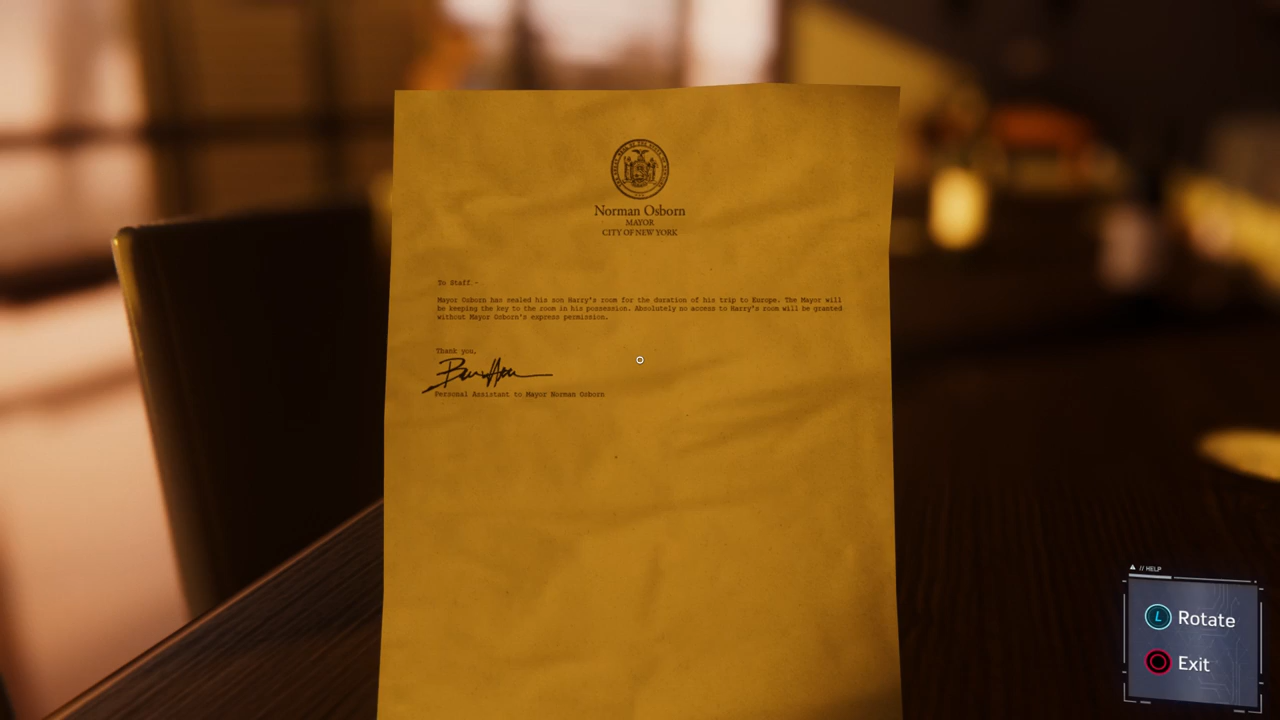 Norman Osborn
MAYOR
CITY OF NEW YORK
To Staff -
Mayor Osborn has sealed his son Harry's room for the duration of his trip to Europe. The Mayor will
be keeping the key to the room in his possession. Absolutely no access to Harry's room will be granted
without Mayor Osborn's express permission.
Thank you,
Personal Assistant to Mayor Norman Osborn
// HELP
L Rotate
Exit